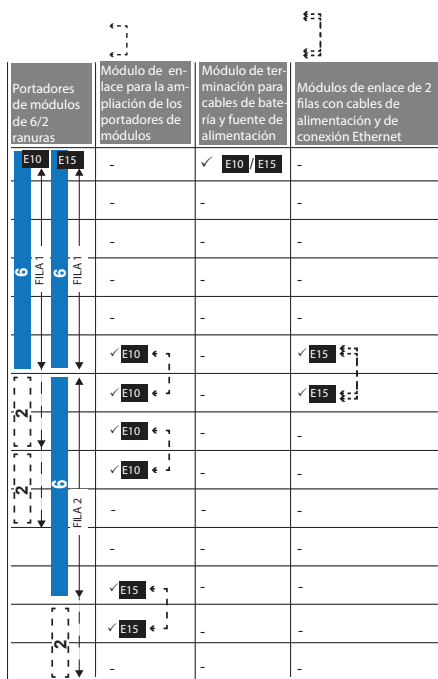 Portadores
de módulos
de 6/2
ranuras
Módulo de en-
lace para la am-
pliación de los
portadores de
módulos
Módulo de ter-
minación para
cables de bate-
ría y fuente de
alimentación
Módulos de enlace de 2
filas con cables de
alimentación y de
conexión Ethernet
E10 E15 - ✓ E10 / E15 -
- - -
- - -
6 FILA 1 6 FILA 1 - - -
- - -
✓ E10 - ✓ E15
2 ✓ E10 - ✓ E15
✓ E10 - -
2 6 ✓ E10 - -
FILA 2 - - -
- - -
✓ E15 - -
2 ✓ E15 - -
- - -